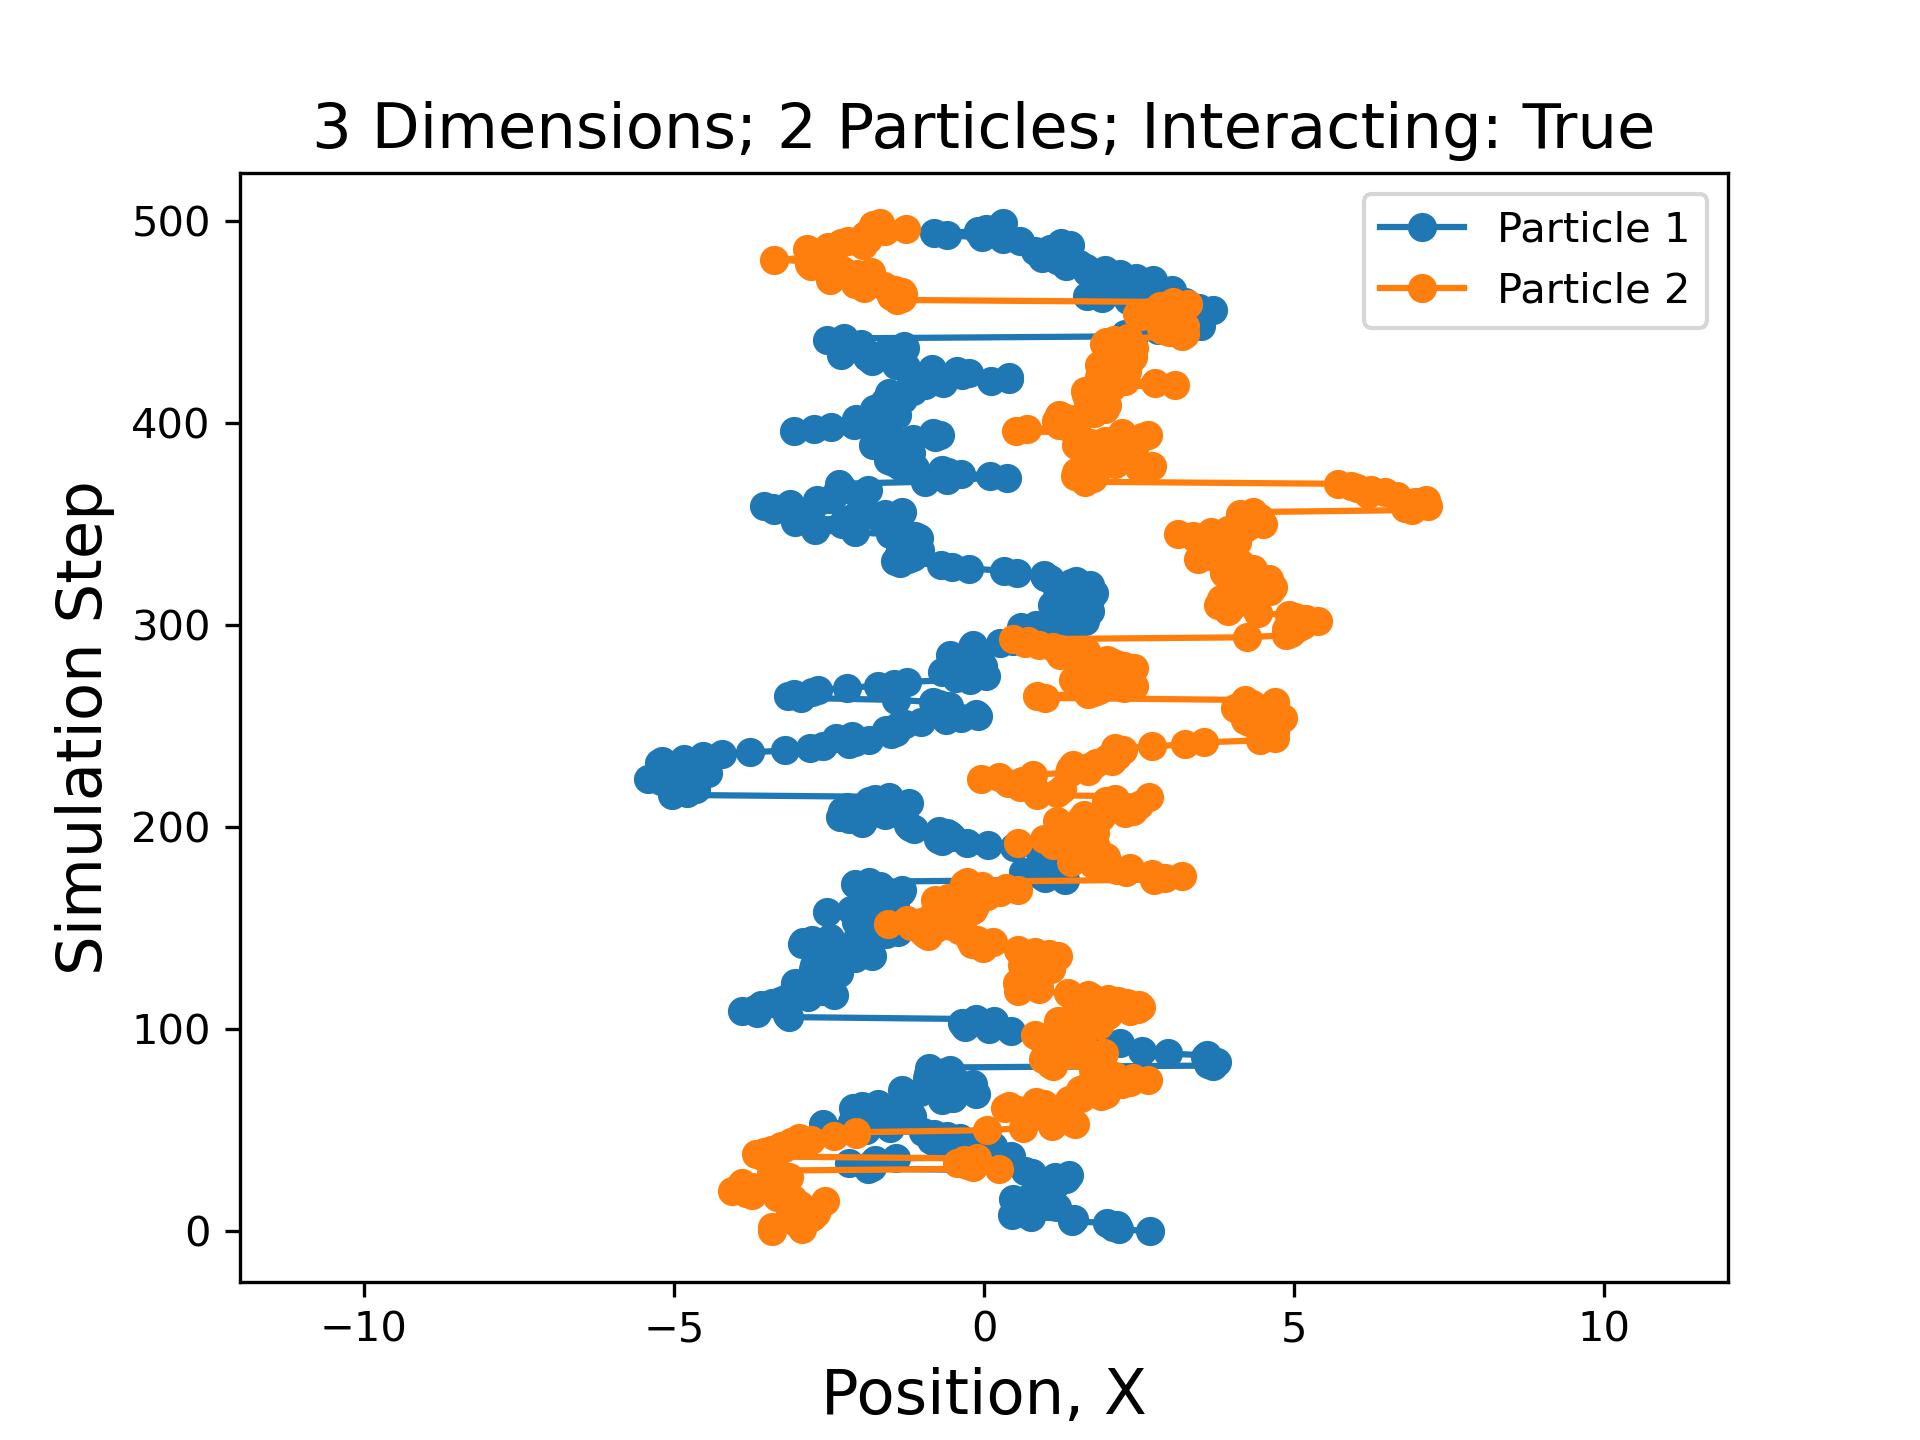 3 Dimensions; 2 Particles; Interacting: True
Particle 1
Particle 2
500
400
300
200
100
0
Simulation Step
−10
−5
0
5
10
Position, X